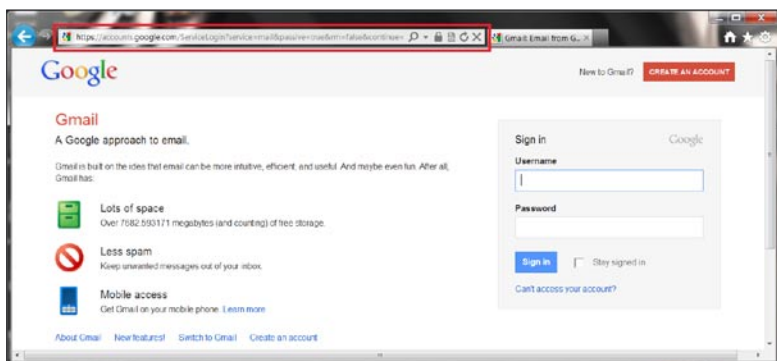 https://accounts.google.com/ServiceLogin?service=mail&passive=true&rm=false&continue=
Gmail: Email from G...
Google
New to Gmail? CREATE AN ACCOUNT
Gmail
A Google approach to email.
Gmail is built on the idea that email can be more intuitive, efficient, and useful. And maybe even fun. After all, Gmail has:
Lots of space
Over 7682.593171 megabytes (and counting) of free storage.
Less spam
Keep unwanted messages out of your inbox.
Mobile access
Get Gmail on your mobile phone. Learn more
About Gmail New features! Switch to Gmail Create an account
Sign in Google
Username
Password
Sign in Stay signed in
Can't access your account?